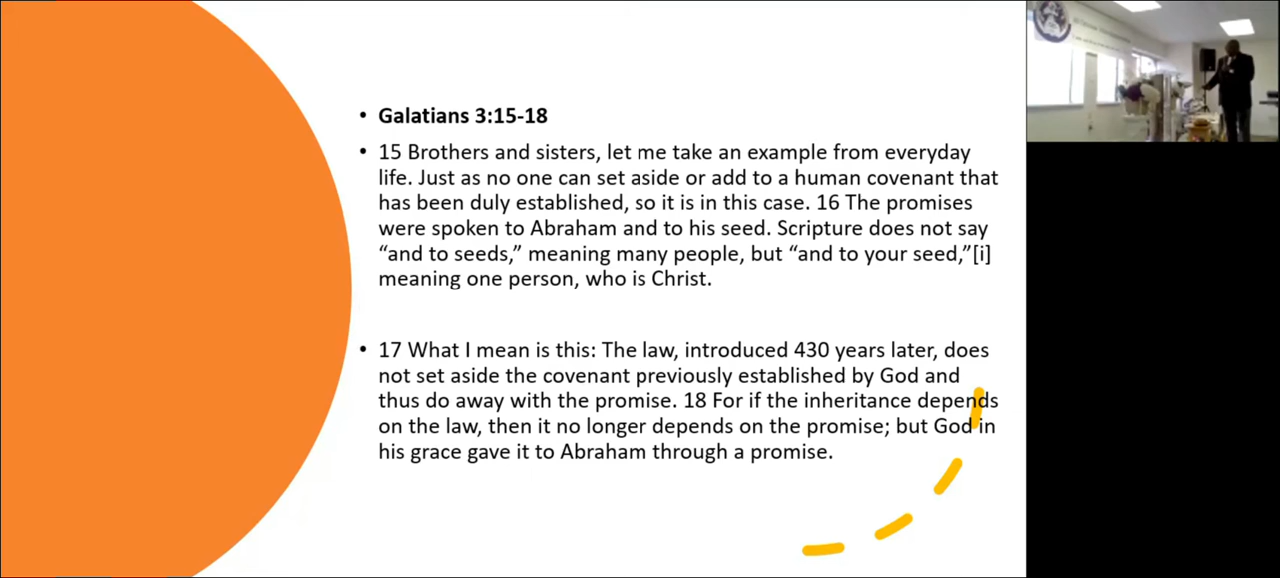 Galatians 3:15-18
15 Brothers and sisters, let me take an example from everyday
life. Just as no one can set aside or add to a human covenant that
has been duly established, so it is in this case. 16 The promises
were spoken to Abraham and to his seed. Scripture does not say
“and to seeds,” meaning many people, but “and to your seed,”[i]
meaning one person, who is Christ.
17 What I mean is this: The law, introduced 430 years later, does
not set aside the covenant previously established by God and
thus do away with the promise. 18 For if the inheritance depends
on the law, then it no longer depends on the promise; but God in
his grace gave it to Abraham through a promise.